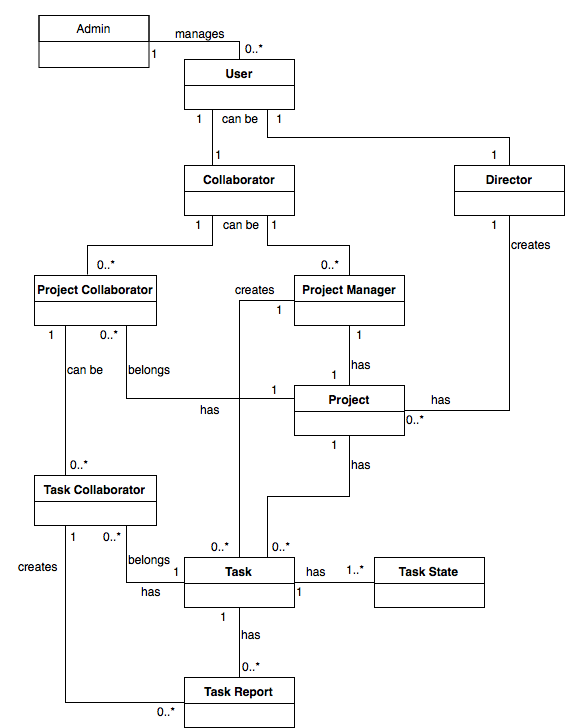 Admin
manages
1
0..*
User
1 can be 1
1
1
Collaborator
Director
1 can be 1
1
creates
0..*
0..*
Project Collaborator
creates
Project Manager
1
1
0..*
1
can be
belongs
has
1
1
has
Project
has
0..*
1
has
0..*
Task Collaborator
1
0..*
creates
belongs
1
has
0..*
0..*
Task
has
1..*
1
Task State
1
has
0..*
Task Report
0..*